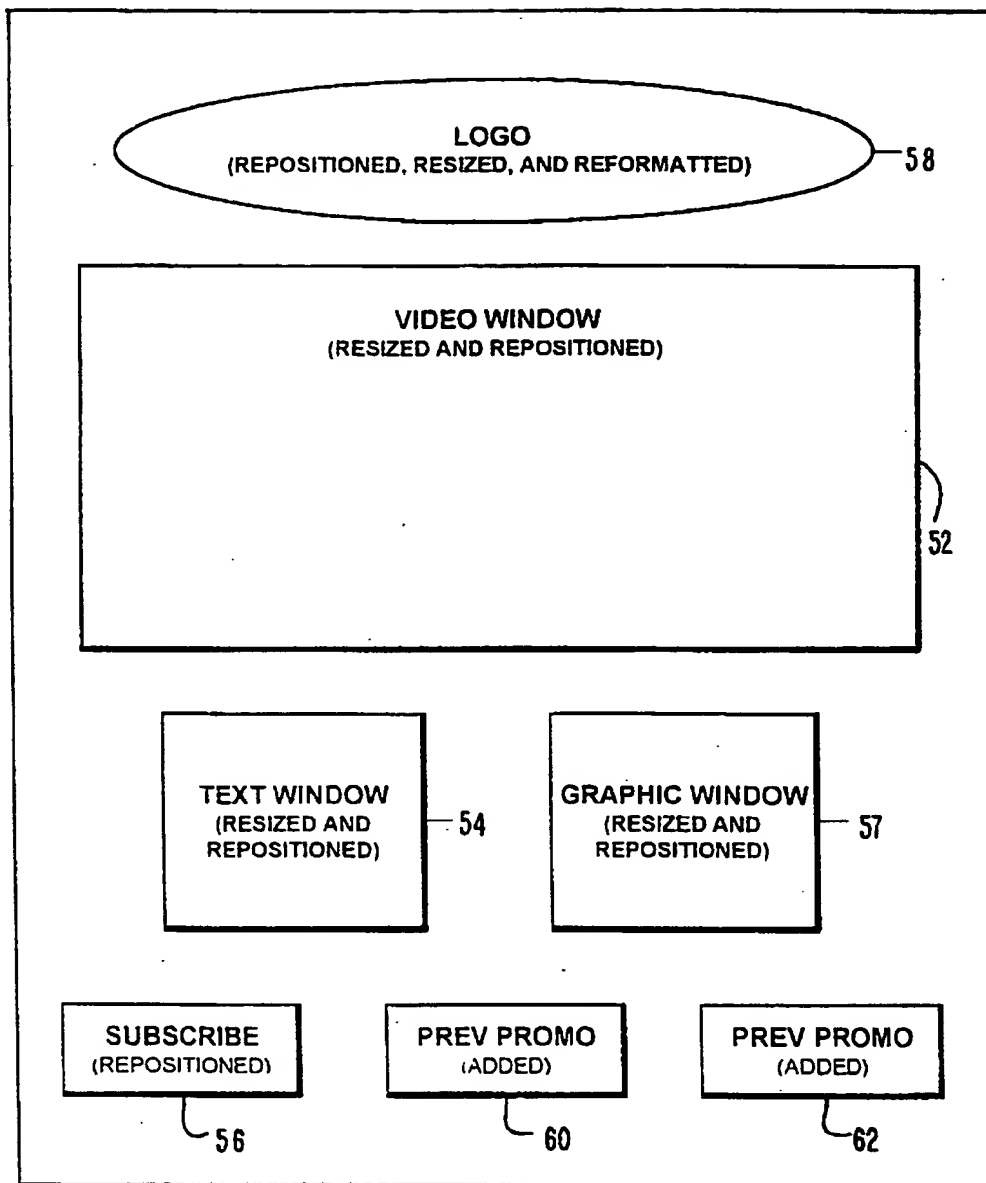 LOGO
(REPOSITIONED, RESIZED, AND REFORMATTED)
58
VIDEO WINDOW
(RESIZED AND REPOSITIONED)
52
TEXT WINDOW
(RESIZED AND
REPOSITIONED)
54
GRAPHIC WINDOW
(RESIZED AND
REPOSITIONED)
57
SUBSCRIBE
(REPOSITIONED)
56
PREV PROMO
(ADDED)
60
PREV PROMO
(ADDED)
62